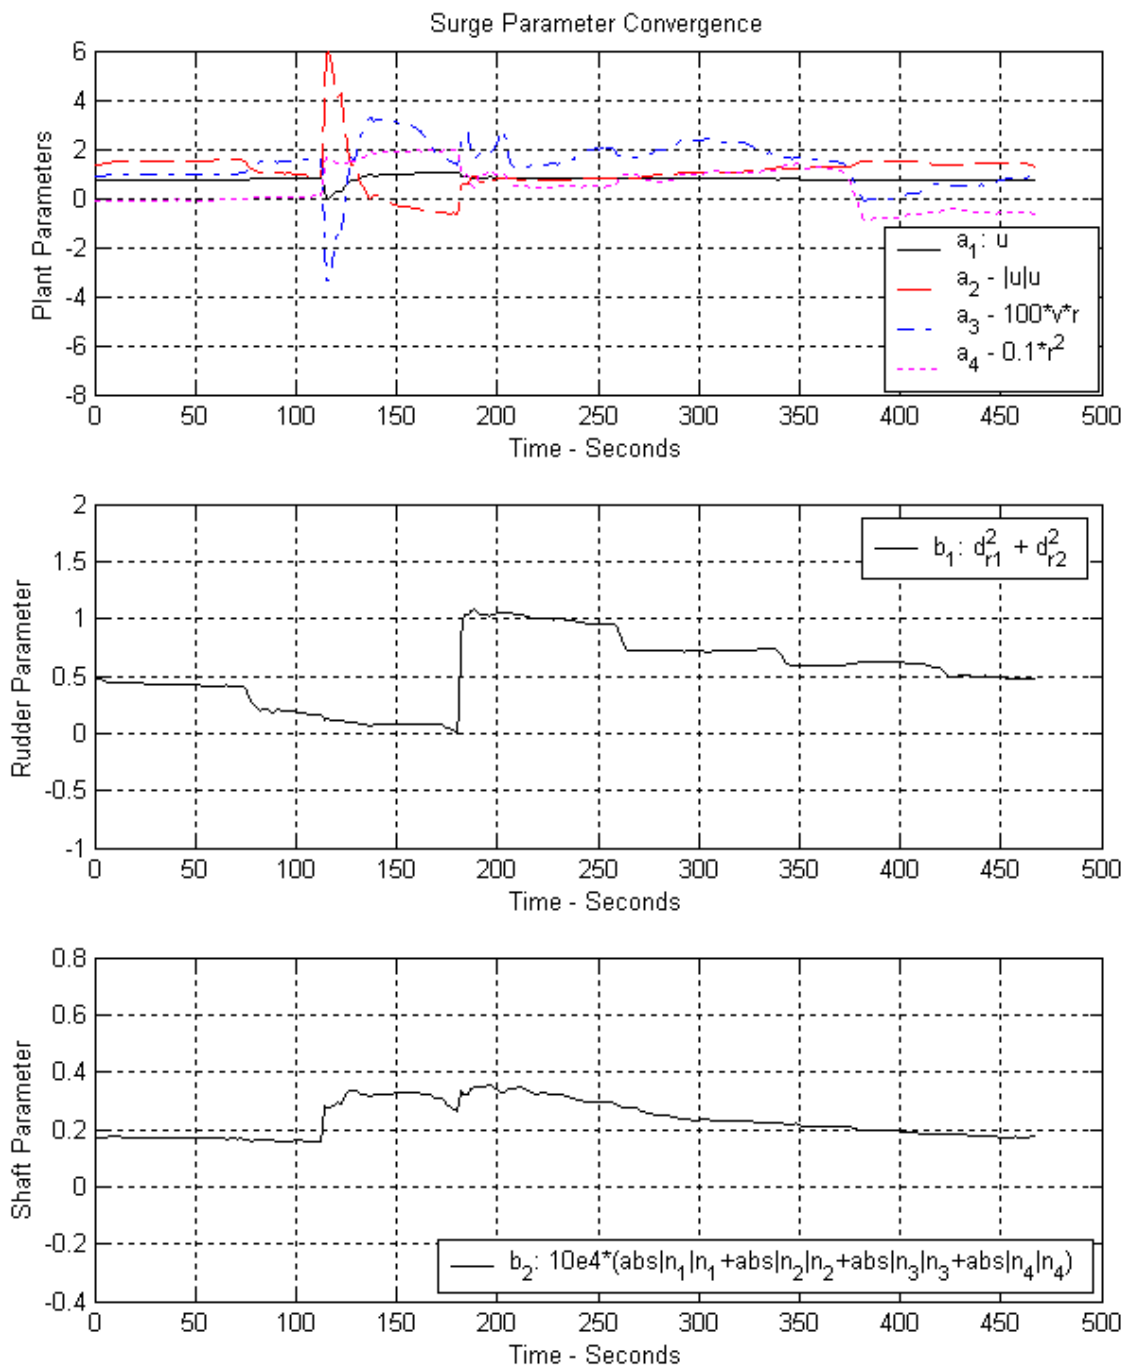 Surge Parameter Convergence
6
4
2
0
-2
-4
-6
-8
Plant Parameters
a1: u
a2 - |u|u
a3 - 100*v*r
a4 - 0.1*r^2
0 50 100 150 200 250 300 350 400 450 500
Time - Seconds
2
1.5
1
0.5
0
-0.5
-1
Rudder Parameter
b1: d_r1^2 + d_r2^2
0 50 100 150 200 250 300 350 400 450 500
Time - Seconds
0.8
0.6
0.4
0.2
0
-0.2
-0.4
Shaft Parameter
b2: 10e4*(abs|n1|n1+abs|n2|n2+abs|n3|n3+abs|n4|n4)
0 50 100 150 200 250 300 350 400 450 500
Time - Seconds